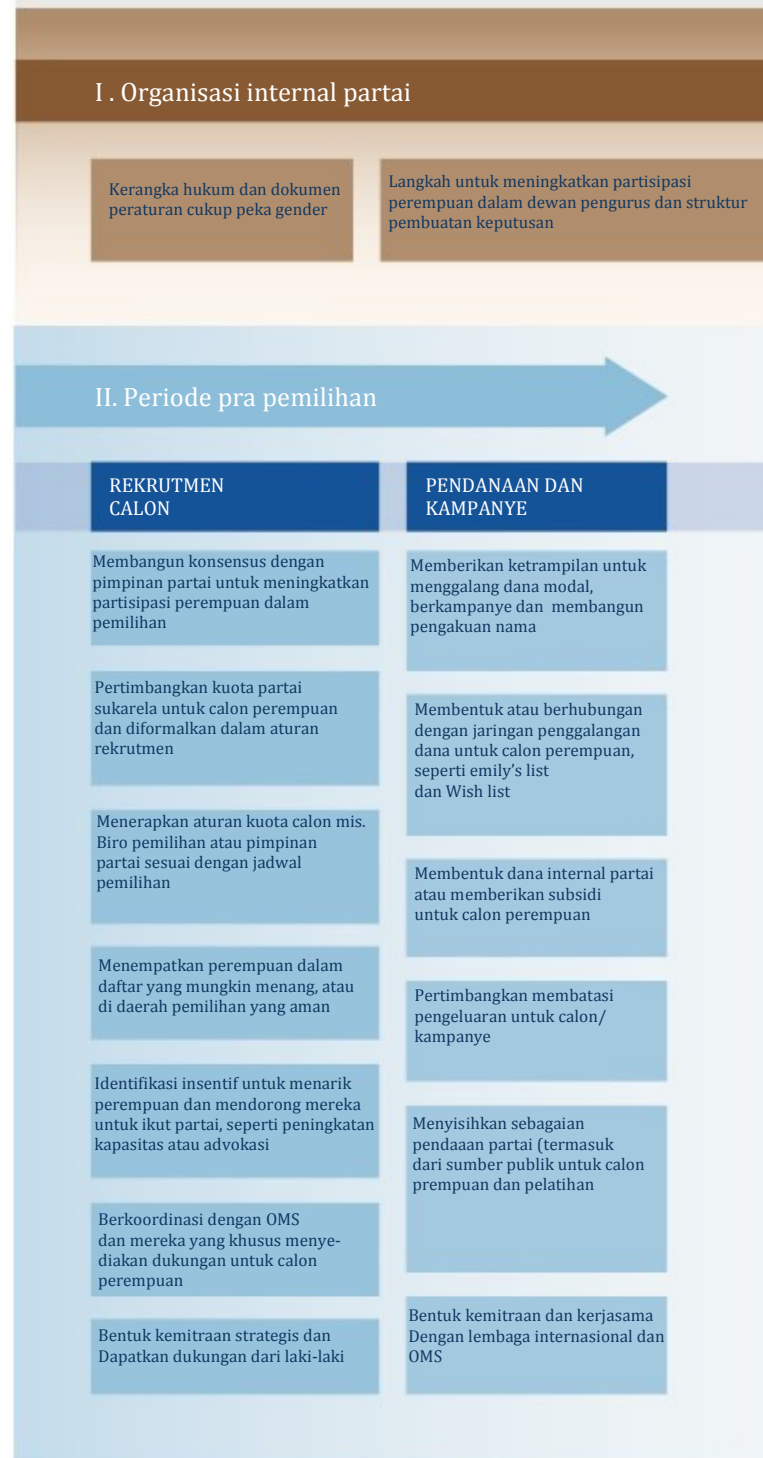 I . Organisasi internal partai
Kerangka hukum dan dokumen
peraturan cukup peka gender
Langkah untuk meningkatkan partisipasi
perempuan dalam dewan pengurus dan struktur
pembuatan keputusan
II. Periode pra pemilihan
REKRUTMEN
CALON
Membangun konsensus dengan
pimpinan partai untuk meningkatkan
partisipasi perempuan dalam
pemilihan
Pertimbangkan kuota partai
sukarela untuk calon perempuan
dan diformalkan dalam aturan
rekrutmen
Menerapkan aturan kuota calon mis.
Biro pemilihan atau pimpinan
partai sesuai dengan jadwal
pemilihan
Menempatkan perempuan dalam
daftar yang mungkin menang, atau
di daerah pemilihan yang aman
Identifikasi insentif untuk menarik
perempuan dan mendorong mereka
untuk ikut partai, seperti peningkatan
kapasitas atau advokasi
Berkoordinasi dengan OMS
dan mereka yang khusus menye-
diakan dukungan untuk calon
perempuan
Bentuk kemitraan strategis dan
Dapatkan dukungan dari laki-laki
PENDANAAN DAN
KAMPANYE
Memberikan ketrampilan untuk
menggalang dana modal,
berkampanye dan  membangun
pengakuan nama
Membentuk atau berhubungan
dengan jaringan penggalangan
dana untuk calon perempuan,
seperti emily’s list
dan Wish list
Membentuk dana internal partai
atau memberikan subsidi
untuk calon perempuan
Pertimbangkan membatasi
pengeluaran untuk calon/
kampanye
Menyisihkan sebagaian
pendaaan partai (termasuk
dari sumber publik untuk calon
prempuan dan pelatihan
Bentuk kemitraan dan kerjasama
Dengan lembaga internasional dan
OMS